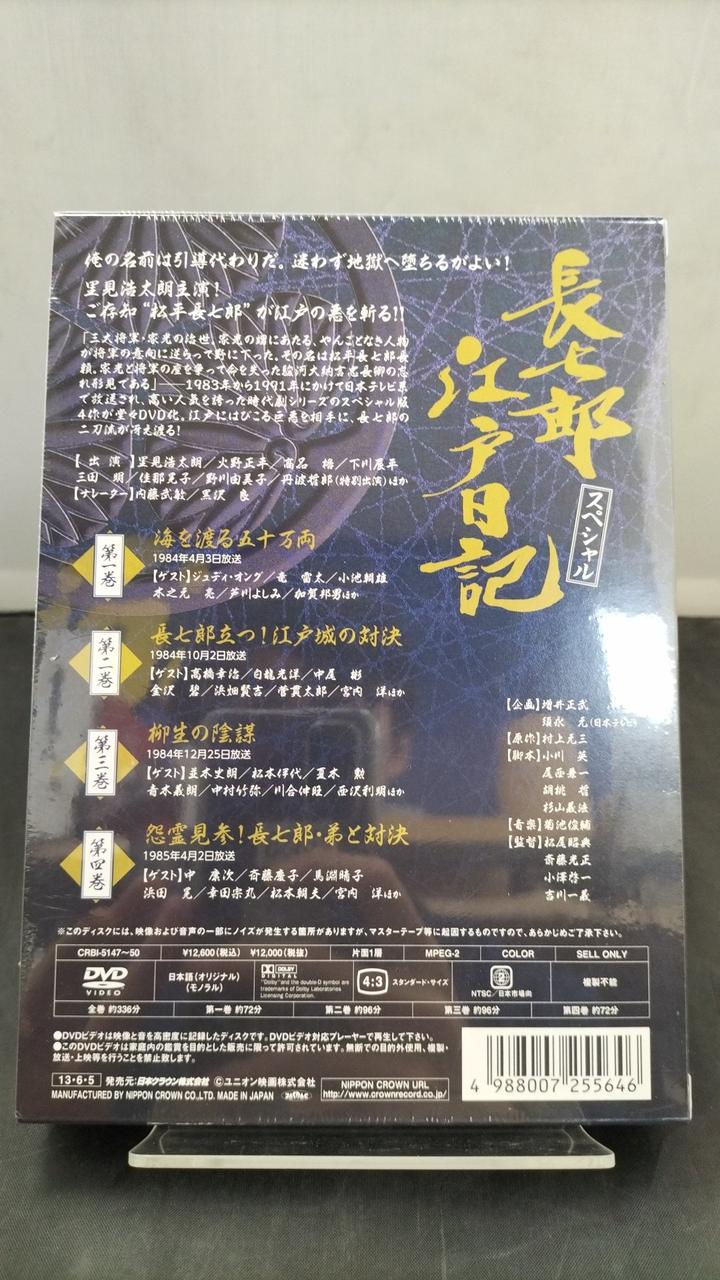 俺の名前は引導代わりだ。迷わず地獄へ堕ちるがよい!
里見浩太朗主演!
ご存知“松平長七郎”が江戸の悪を斬る!!
「三大将軍・家光の治世、家光の甥にあたる、やんごとなき人物
が将軍の意向に逆らって野に下った。その名は松平長七郎長
頼。家光と将軍の座を争って命を失った駿河大納言忠長卿の忘
れ形見である」――1983年から1991年にかけて日本テレビ系
で放送され、高い人気を誇った時代劇シリーズのスペシャル版
4作が堂々DVD化。江戸にはびこる巨悪を相手に、長七郎の
二刀流が冴え渡る!
【出 演】里見浩太朗/火野正平/高品 格/下川辰平
三田 明/佳那晃子/野川由美子/丹波哲郎(特別出演)ほか
【ナレーター】内藤武敏/黒沢 良
長七郎
江戸日記
スペシャル
第一巻
海を渡る五十万両
1984年4月3日放送
【ゲスト】ジュディ・オング/竜 雷太/小池朝雄
木之元 亮/芦川よしみ/加賀邦男ほか
第二巻
長七郎立つ!江戸城の対決
1984年10月2日放送
【ゲスト】高橋幸治/白龍光洋/中尾 彬
金沢 碧/浜畑賢吉/菅貫太郎/宮内 洋ほか
第三巻
柳生の陰謀
1984年12月25日放送
【ゲスト】並木史朗/松本伊代/夏木 勲
青木義朗/中村竹弥/川合伸旺/西沢利明ほか
第四巻
怨霊見参!長七郎・弟と対決
1985年4月2日放送
【ゲスト】中 康次/斉藤慶子/馬淵晴子
浜田 晃/幸田宗丸/松本朝夫/宮内 洋ほか
【企画】増井正武
須永 元(日本テレビ)
【原作】村上元三
【脚本】小川 英
尾西兼一
胡桃 哲
杉山義法
【音楽】菊池俊輔
【監督】松尾昭典
斎藤光正
小澤啓一
吉川一義
※このディスクには、映像および音声の一部にノイズが発生する箇所がありますが、マスターテープ等に起因するものですので、あらかじめご了承下さい。
CRBI-5147〜50 ¥12,600(税込) ¥12,000(税抜) 片面1層 MPEG-2 COLOR SELL ONLY
DVD VIDEO 日本語(オリジナル)(モノラル) DOLBY DIGITAL "Dolby" and the double-D symbol are trademarks of Dolby Laboratories Licensing Corporation. 4:3 スタンダード・サイズ 2 NTSC/日本市場向 複製不能
全巻 約336分 第一巻 約72分 第二巻 約96分 第三巻 約96分 第四巻 約72分
●DVDビデオは映像と音を高密度に記録したディスクです。DVDビデオ対応プレーヤーで再生して下さい。
●このDVDビデオは家庭内の鑑賞を目的とした販売に限って許可されています。無断での目的外使用、複製・
放送・上映等を行うことを禁止致します。
13・6・5 発売元:日本クラウン株式会社 Ⓒユニオン映画株式会社
MANUFACTURED BY NIPPON CROWN CO.,LTD. MADE IN JAPAN
NIPPON CROWN URL
http://www.crownrecord.co.jp/
4 988007 255646